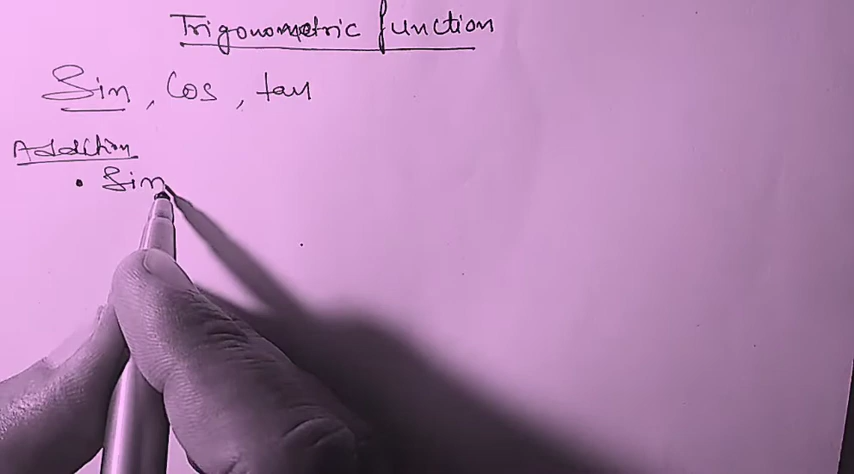 Trigonometric function
Sin, Cos, tan
Addition
• Sin